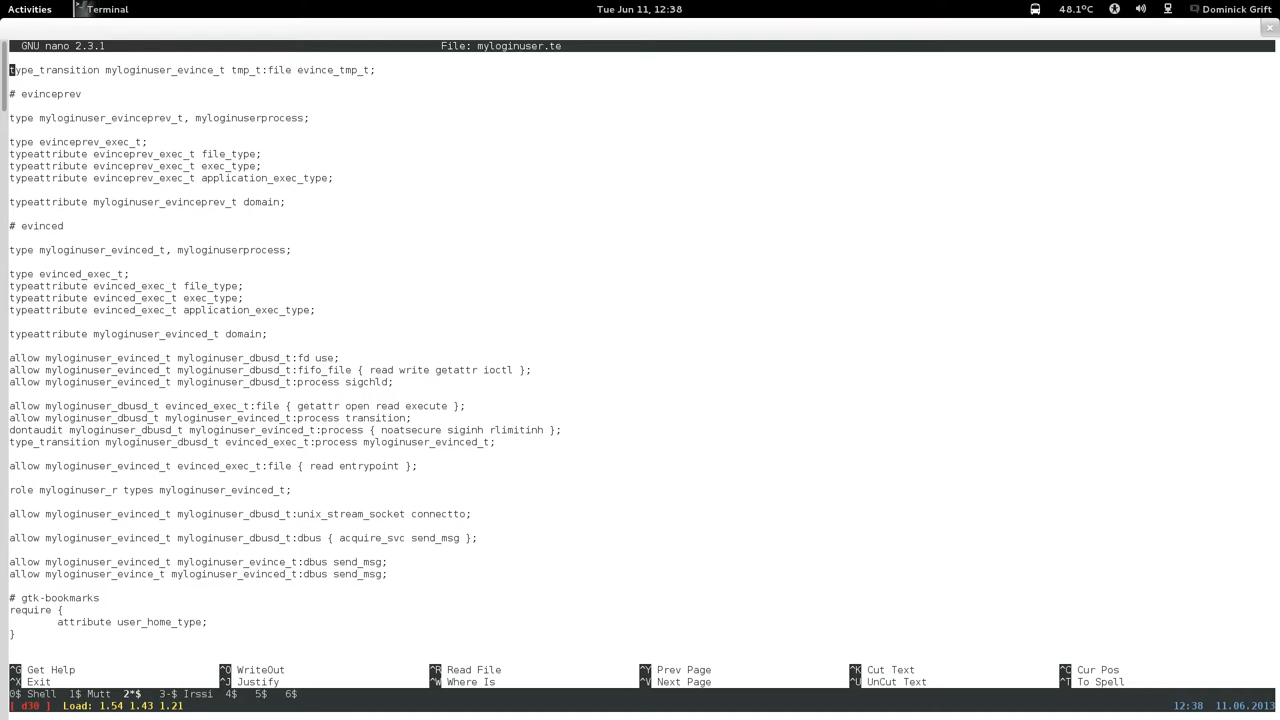 Activities Terminal Tue Jun 11, 12:38 48.1°C Dominick Grift
GNU nano 2.3.1 File: myloginuser.te
type_transition myloginuser_evince_t tmp_t:file evince_tmp_t;
# evinceprev
type myloginuser_evinceprev_t, myloginuserprocess;
type evinceprev_exec_t;
typeattribute evinceprev_exec_t file_type;
typeattribute evinceprev_exec_t exec_type;
typeattribute evinceprev_exec_t application_exec_type;
typeattribute myloginuser_evinceprev_t domain;
# evinced
type myloginuser_evinced_t, myloginuserprocess;
type evinced_exec_t;
typeattribute evinced_exec_t file_type;
typeattribute evinced_exec_t exec_type;
typeattribute evinced_exec_t application_exec_type;
typeattribute myloginuser_evinced_t domain;
allow myloginuser_evinced_t myloginuser_dbusd_t:fd use;
allow myloginuser_evinced_t myloginuser_dbusd_t:fifo_file { read write getattr ioctl };
allow myloginuser_evinced_t myloginuser_dbusd_t:process sigchld;
allow myloginuser_dbusd_t evinced_exec_t:file { getattr open read execute };
allow myloginuser_dbusd_t myloginuser_evinced_t:process transition;
dontaudit myloginuser_dbusd_t myloginuser_evinced_t:process { noatsecure siginh rlimitinh };
type_transition myloginuser_dbusd_t evinced_exec_t:process myloginuser_evinced_t;
allow myloginuser_evinced_t evinced_exec_t:file { read entrypoint };
role myloginuser_r types myloginuser_evinced_t;
allow myloginuser_evinced_t myloginuser_dbusd_t:unix_stream_socket connectto;
allow myloginuser_evinced_t myloginuser_dbusd_t:dbus { acquire_svc send_msg };
allow myloginuser_evinced_t myloginuser_evince_t:dbus send_msg;
allow myloginuser_evince_t myloginuser_evinced_t:dbus send_msg;
# gtk-bookmarks
require {
attribute user_home_type;
}
^G Get Help ^O WriteOut ^R Read File ^Y Prev Page ^K Cut Text ^C Cur Pos
^X Exit ^J Justify ^W Where Is ^V Next Page ^U UnCut Text ^T To Spell
0$ Shell 1$ Mutt 2*$ 3-$ Irssi 4$ 5$ 6$
[ d30 ] Load: 1.54 1.43 1.21 12:38 11.06.2013